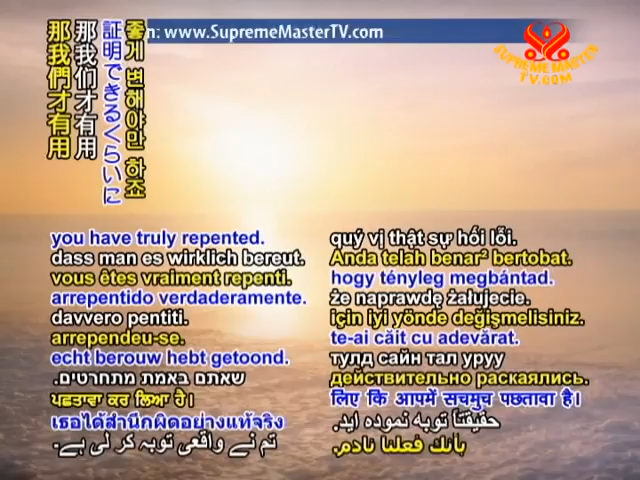 n: www.SupremeMasterTV.com
SUPREME MASTER
TV.COM
좋게 변해야만 하죠
証明できるくらいに
那我们才有用
那我們才有用
you have truly repented.
dass man es wirklich bereut.
vous êtes vraiment repenti.
arrepentido verdaderamente.
davvero pentiti.
arrependeu-se.
echt berouw hebt getoond.
שאתם באמת מתחרטים.
ਪਛਤਾਵਾ ਕਰ ਲਿਆ ਹੈ।
เธอได้สำนึกผิดอย่างแท้จริง
تم نے واقعی توبہ کر لی ہے۔
quý vị thật sự hối lỗi.
Anda telah benar² bertobat.
hogy tényleg megbántad.
że naprawdę żałujecie.
için iyi yönde değişmelisiniz.
te-ai căit cu adevărat.
тулд сайн тал уруу
действительно раскаялись.
लिए कि आपमें सचमुच पछतावा है।
حقیقتاً توبه نموده اید.
بأنك فعلنا نادم.